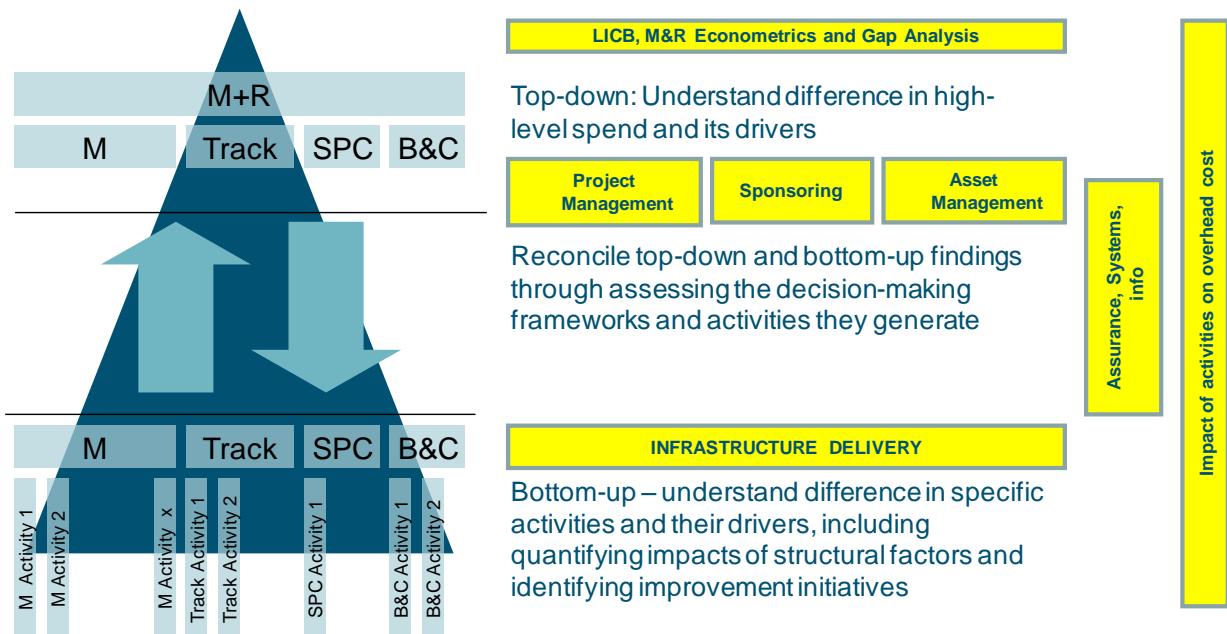 LICB, M&R Econometrics and Gap Analysis
M+R
Top-down: Understand difference in high-
level spend and its drivers
M
Track
SPC
B&C
Project
Management
Sponsoring
Asset
Management
Reconcile top-down and bottom-up findings
through assessing the decision-making
frameworks and activities they generate
Assurance, Systems,
info
Impact of activities on overhead cost
M
Track
SPC
B&C
INFRASTRUCTURE DELIVERY
Bottom-up – understand difference in specific
activities and their drivers, including
quantifying impacts of structural factors and
identifying improvement initiatives
M Activity 1
M Activity 2
M Activity x
Track Activity 1
Track Activity 2
SPC Activity 1
B&C Activity 1
B&C Activity 2